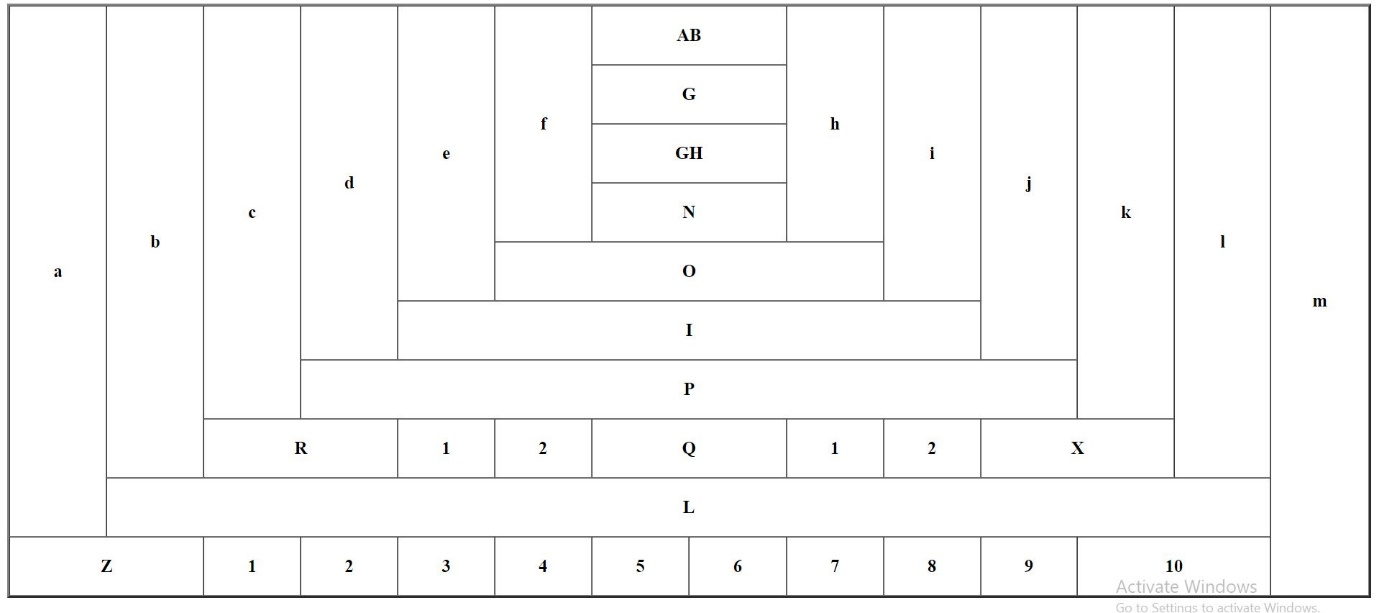 AB
G
f h
GH
e i
d j
c N k
b l
a O
m
I
P
R 1 2 Q 1 2 X
L
Z 1 2 3 4 5 6 7 8 9 10
Activate Windows
Go to Settings to activate Windows.